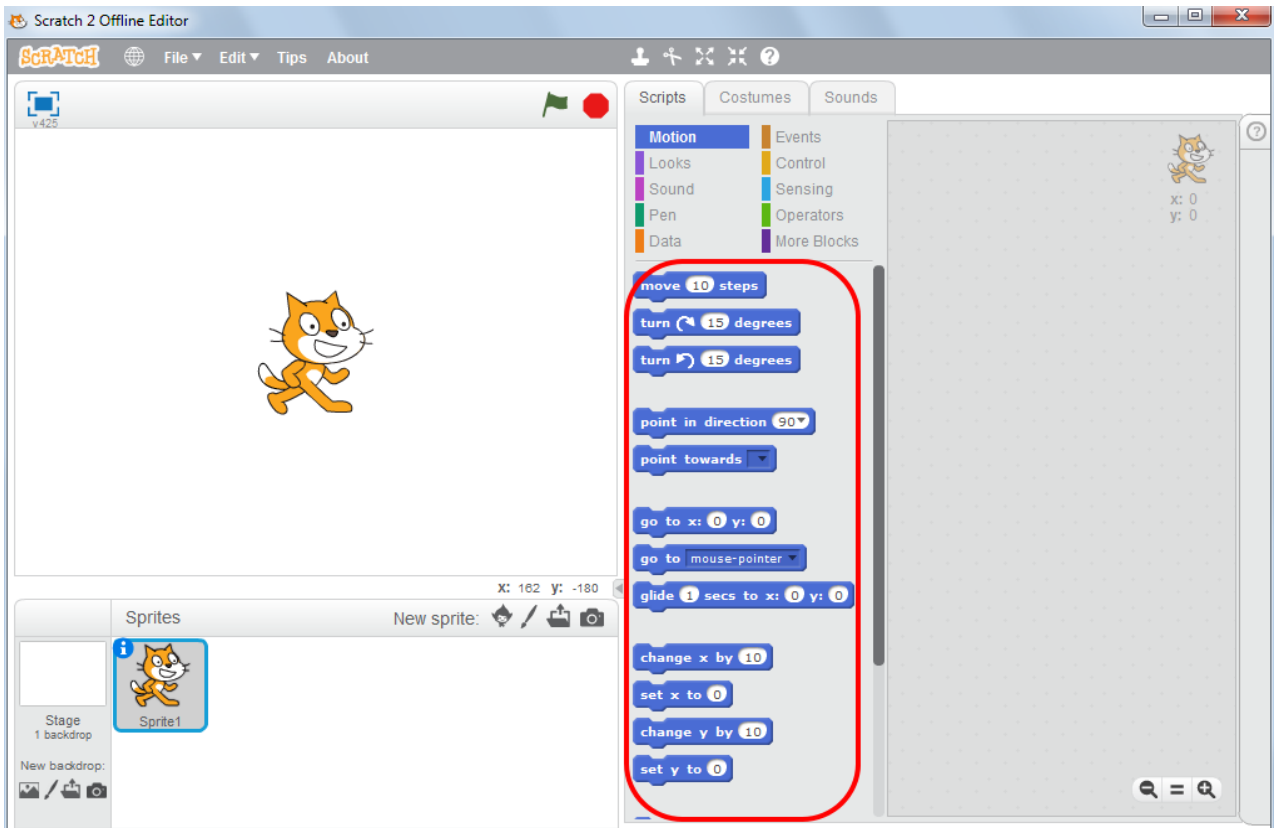 Scratch 2 Offline Editor
SCRATCH File Edit Tips About
v425
Scripts Costumes Sounds
Motion Events
Looks Control
Sound Sensing
Pen Operators
Data More Blocks
x: 0
y: 0
move 10 steps
turn 15 degrees
turn 15 degrees
point in direction 90
point towards
go to x: 0 y: 0
go to mouse-pointer
glide 1 secs to x: 0 y: 0
change x by 10
set x to 0
change y by 10
set y to 0
X: 162 y: -180
Sprites New sprite:
Sprite1
Stage
1 backdrop
New backdrop: